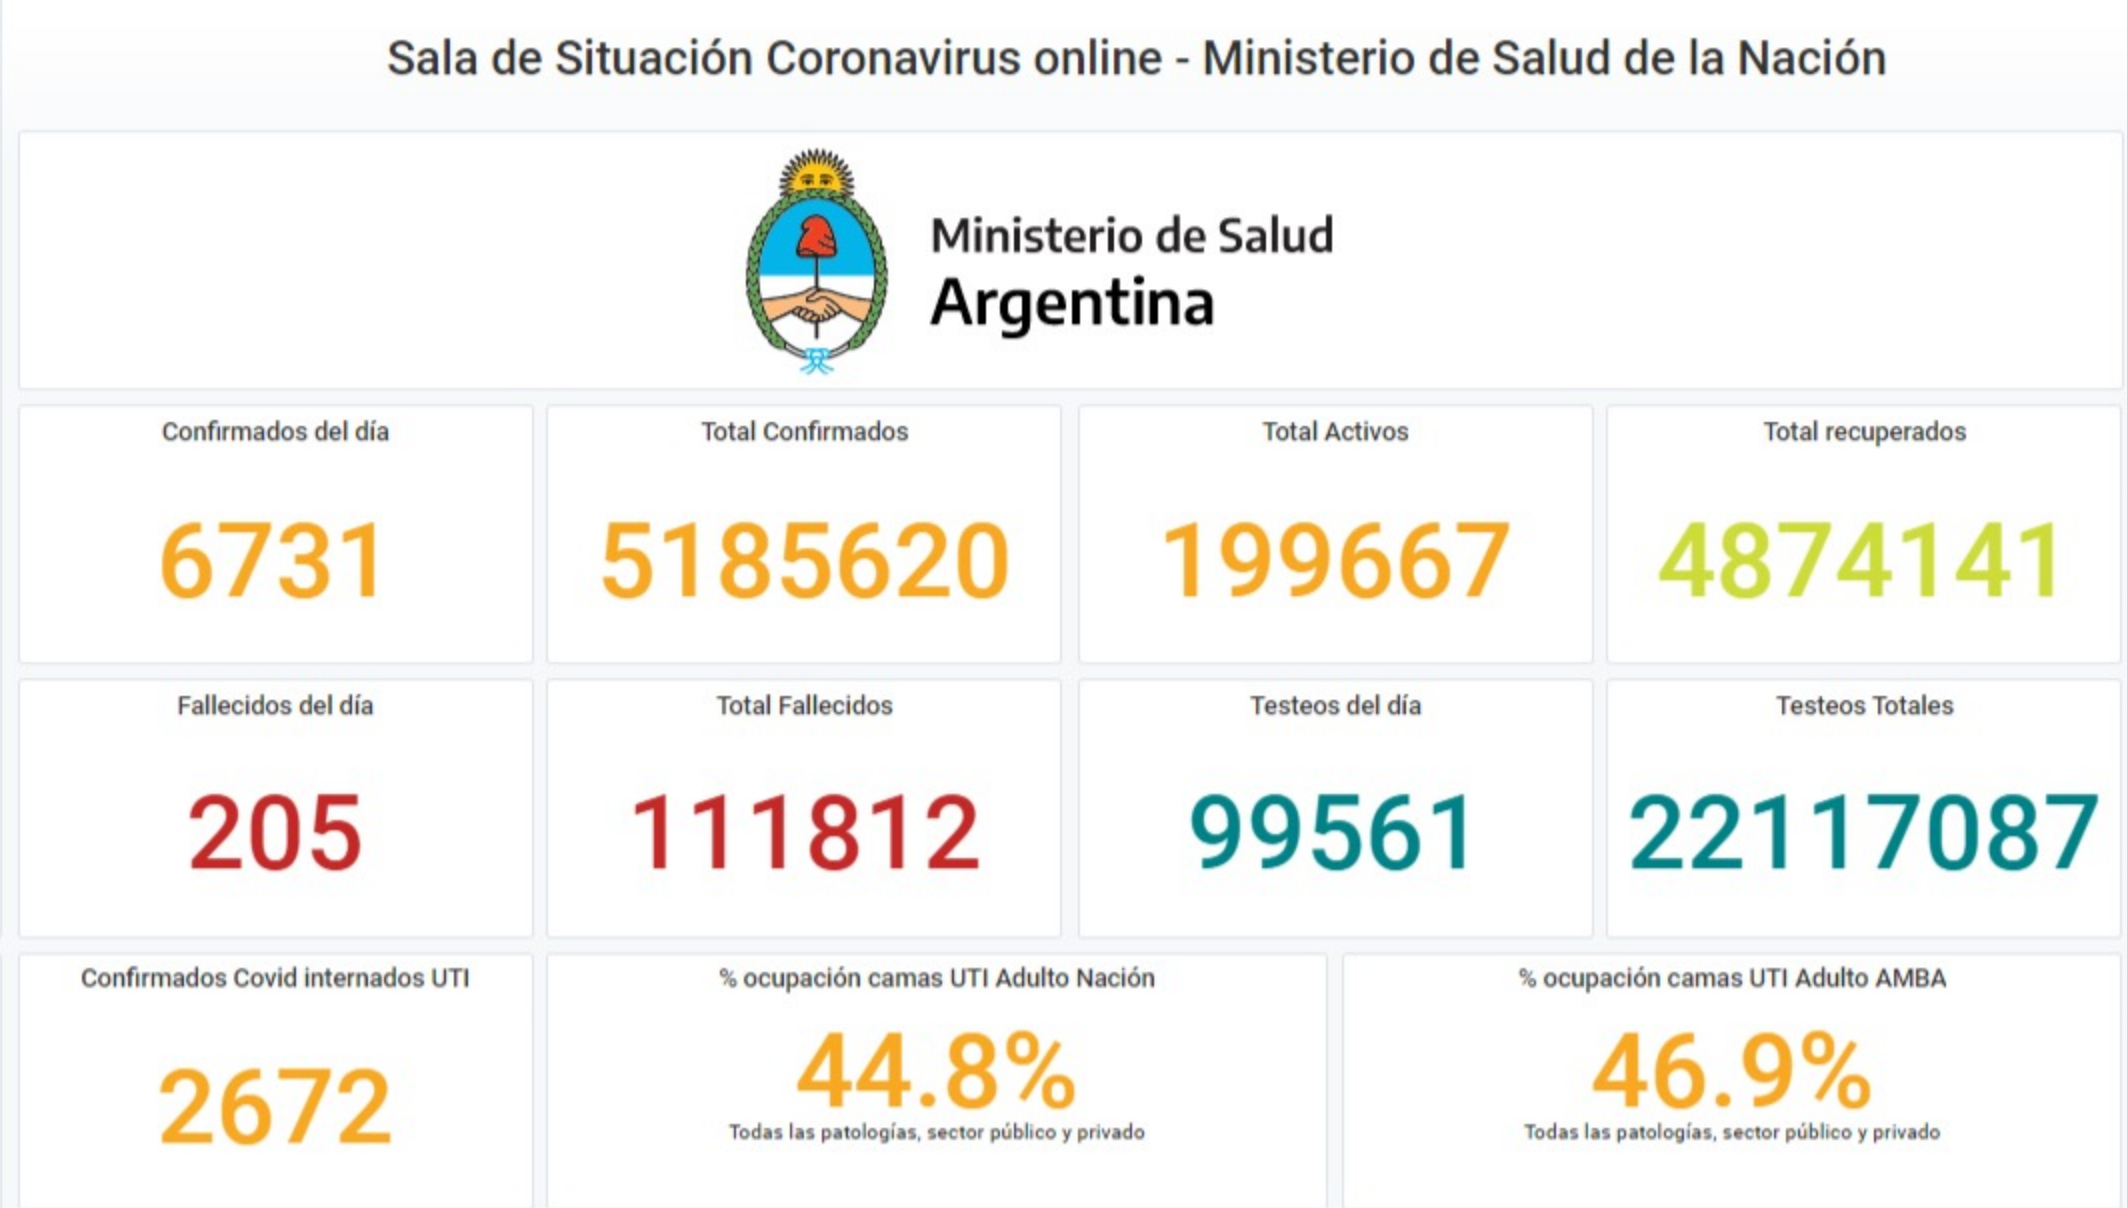 Sala de Situación Coronavirus online - Ministerio de Salud de la Nación
Ministerio de Salud
Argentina
Confirmados del día
6731
Total Confirmados
5185620
Total Activos
199667
Total recuperados
4874141
Fallecidos del día
205
Total Fallecidos
111812
Testeos del día
99561
Testeos Totales
22117087
Confirmados Covid internados UTI
2672
% ocupación camas UTI Adulto Nación
44.8%
Todas las patologías, sector público y privado
% ocupación camas UTI Adulto AMBA
46.9%
Todas las patologías, sector público y privado